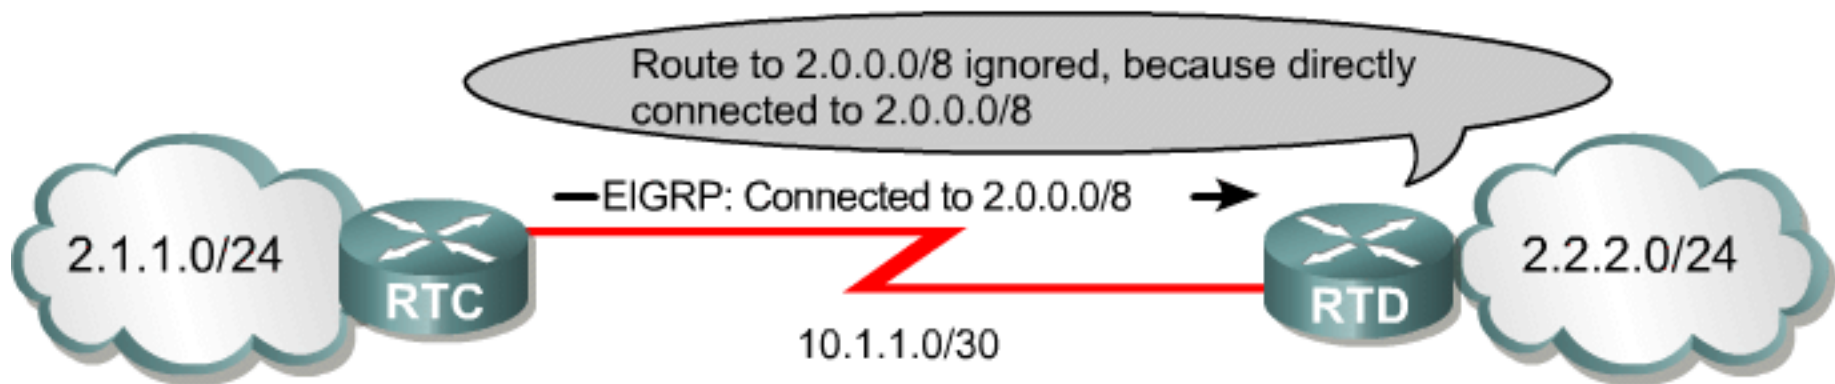 Route to 2.0.0.0/8 ignored, because directly
connected to 2.0.0.0/8
EIGRP: Connected to 2.0.0.0/8
2.1.1.0/24
RTC
RTD
2.2.2.0/24
10.1.1.0/30